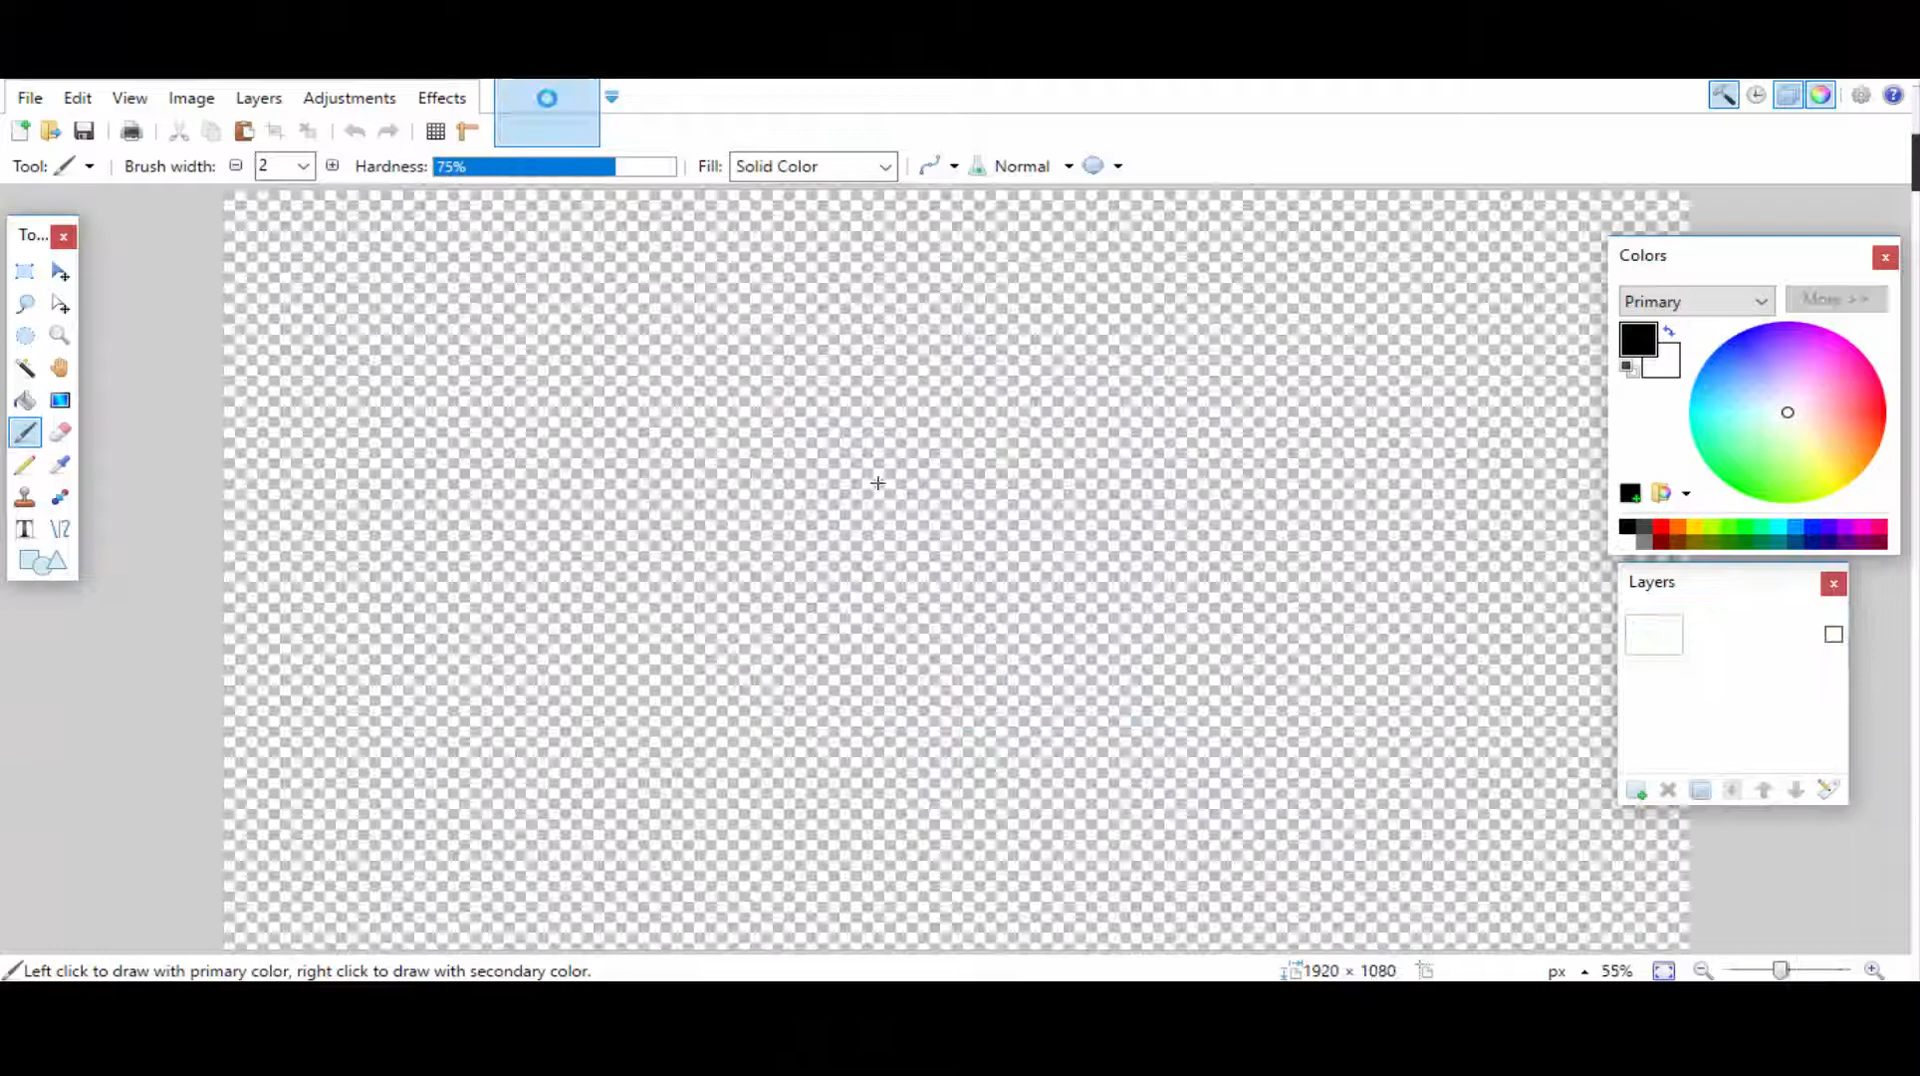 File Edit View Image Layers Adjustments Effects
Tool: Brush width: 2 Hardness: 75% Fill: Solid Color Normal
To...
Colors
Primary More >>
Layers
Left click to draw with primary color, right click to draw with secondary color. 1920 × 1080 px 55%